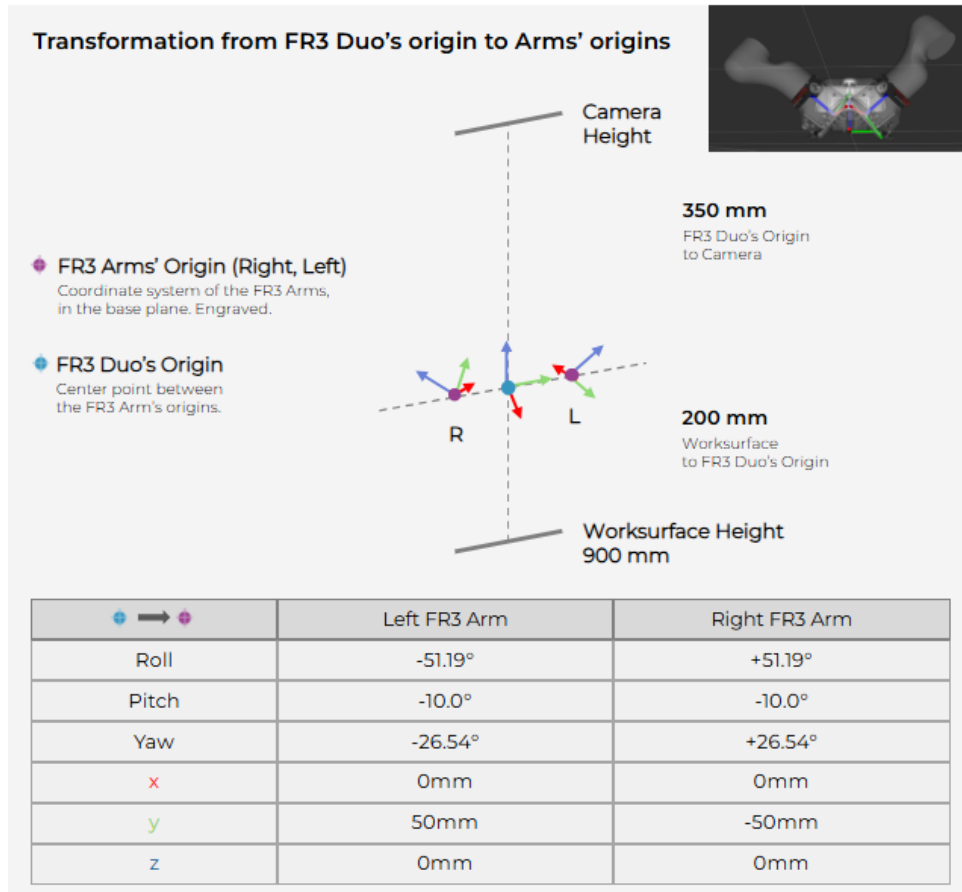 Transformation from FR3 Duo's origin to Arms' origins
Camera
Height
350 mm
FR3 Duo's Origin
to Camera
FR3 Arms' Origin (Right, Left)
Coordinate system of the FR3 Arms,
in the base plane. Engraved.
FR3 Duo's Origin
Center point between
the FR3 Arm's origins.
R
L
200 mm
Worksurface
to FR3 Duo's Origin
Worksurface Height
900 mm
Left FR3 Arm Right FR3 Arm
Roll -51.19° +51.19°
Pitch -10.0° -10.0°
Yaw -26.54° +26.54°
x 0mm 0mm
y 50mm -50mm
z 0mm 0mm